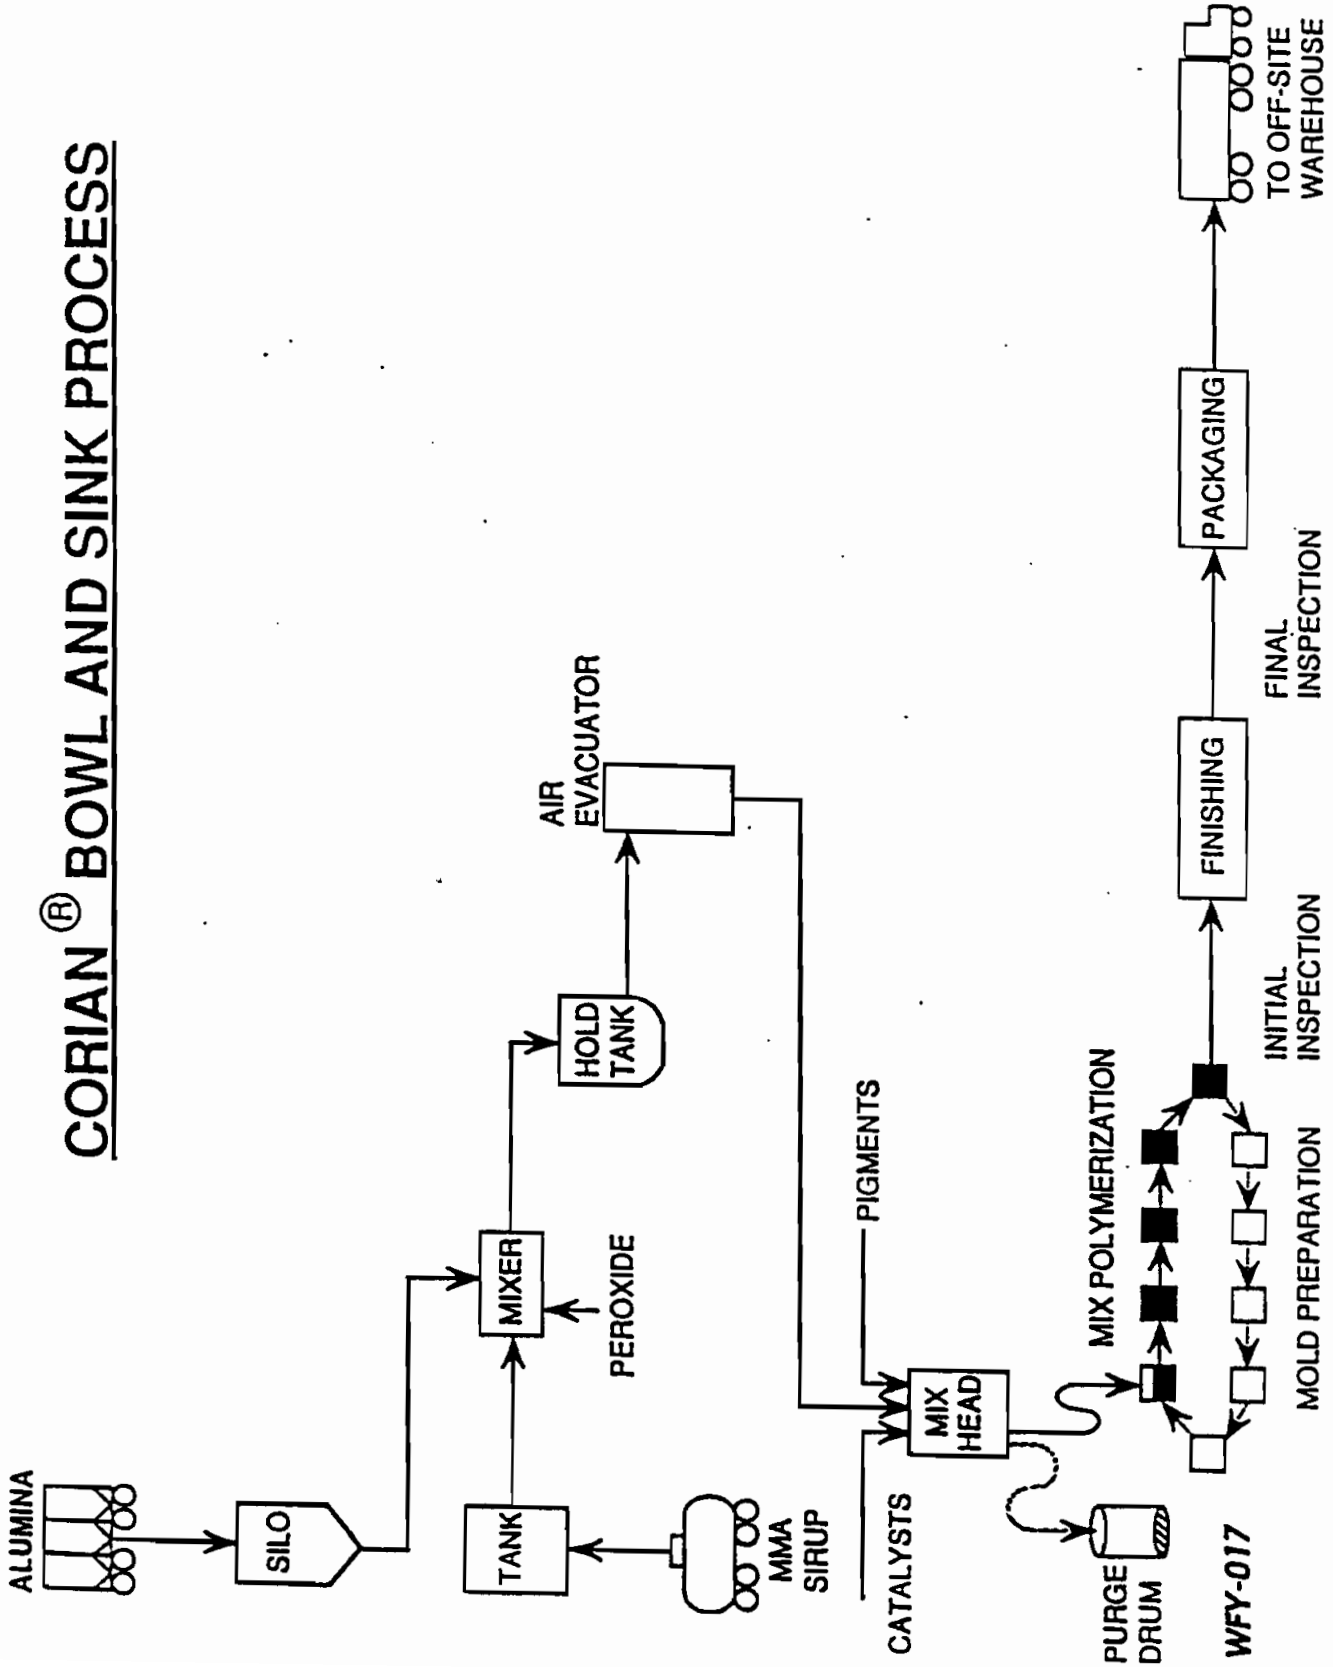 CORIAN ® BOWL AND SINK PROCESS
ALUMINA
SILO
TANK
MMA
SIRUP
MIXER
PEROXIDE
HOLD
TANK
AIR
EVACUATOR
CATALYSTS
PIGMENTS
MIX
HEAD
PURGE
DRUM
MIX POLYMERIZATION
MOLD PREPARATION
INITIAL
INSPECTION
FINISHING
FINAL
INSPECTION
PACKAGING
TO OFF-SITE
WAREHOUSE
WFY-017